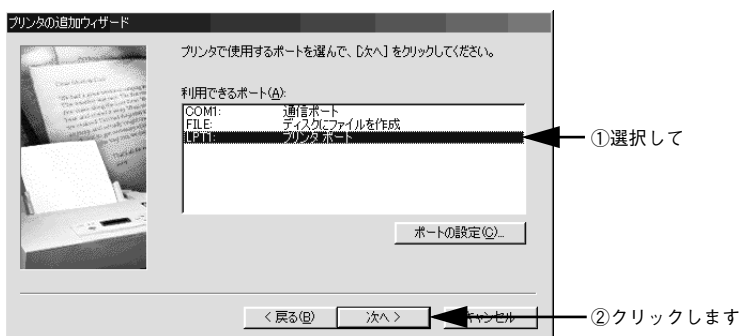 プリンタの追加ウィザード
プリンタで使用するポートを選んで、[次へ] をクリックしてください。
利用できるポート(A):
COM1: 通信ポート
FILE: ディスクにファイルを作成
LPT1: プリンタ ポート
①選択して
ポートの設定(C)...
< 戻る(B)
次へ >
キャンセル
②クリックします